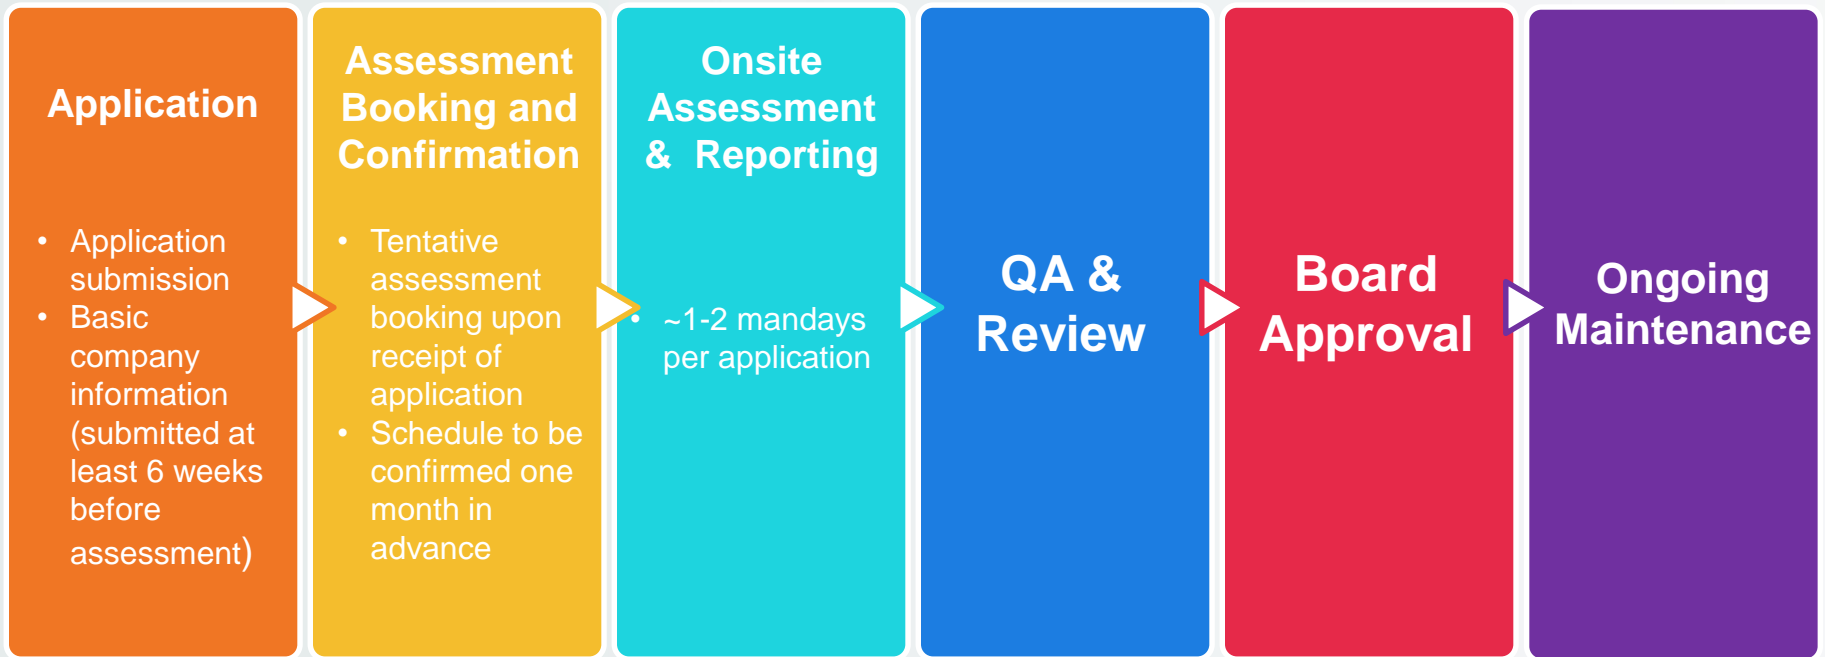 Application
• Application
submission
• Basic
company
information
(submitted at
least 6 weeks
before
assessment)
Assessment
Booking and
Confirmation
• Tentative
assessment
booking upon
receipt of
application
• Schedule to be
confirmed one
month in
advance
Onsite
Assessment
& Reporting
• ~1-2 mandays
per application
QA &
Review
Board
Approval
Ongoing
Maintenance